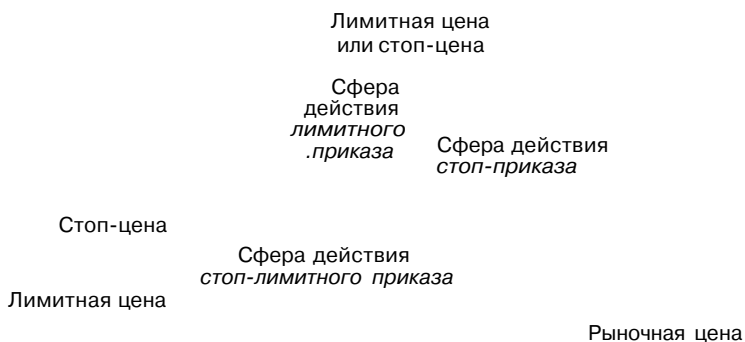 Лимитная цена
или стоп-цена
Сфера
действия
лимитного
.приказа
Сфера действия
стоп-приказа
Стоп-цена
Сфера действия
стоп-лимитного приказа
Лимитная цена
Рыночная цена